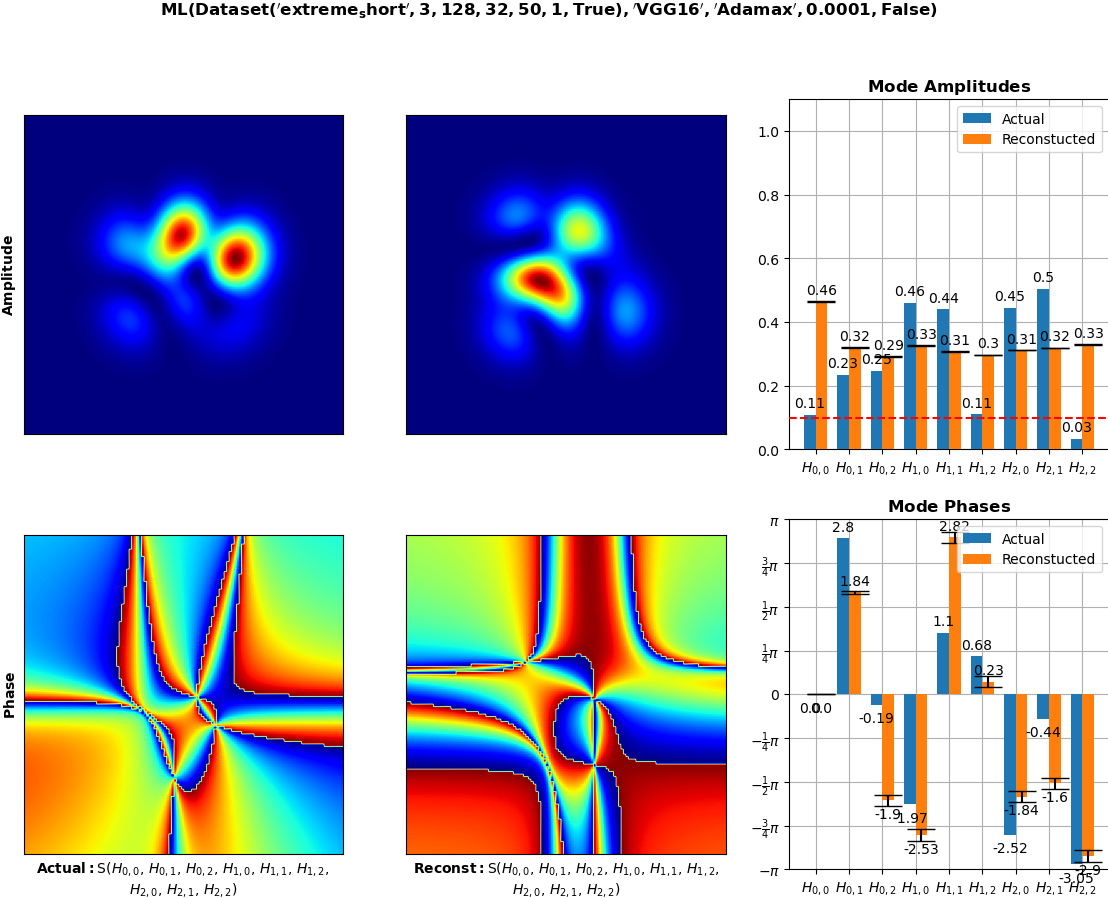 ML(Dataset('extreme_short', 3, 128, 32, 50, 1, True), 'VGG16', 'Adamax', 0.0001, False)
Amplitude
Mode Amplitudes
Actual
Reconstucted
1.0
0.8
0.6
0.4
0.2
0.0
0.11
0.46
0.23
0.32
0.25
0.29
0.46
0.33
0.44
0.31
0.11
0.3
0.45
0.31
0.5
0.32
0.03
0.33
H0,0 H0,1 H0,2 H1,0 H1,1 H1,2 H2,0 H2,1 H2,2
Phase
Actual: S(H0,0, H0,1, H0,2, H1,0, H1,1, H1,2,
H2,0, H2,1, H2,2)
Reconst: S(H0,0, H0,1, H0,2, H1,0, H1,1, H1,2,
H2,0, H2,1, H2,2)
Mode Phases
Actual
Reconstucted
π
3/4π
1/2π
1/4π
0
−1/4π
−1/2π
−3/4π
−π
0.0
0.0
2.8
1.84
-0.19
-1.9
-1.97
-2.53
1.1
2.82
0.68
0.23
-2.52
-1.84
-0.44
-1.6
-3.05
-2.9
H0,0 H0,1 H0,2 H1,0 H1,1 H1,2 H2,0 H2,1 H2,2